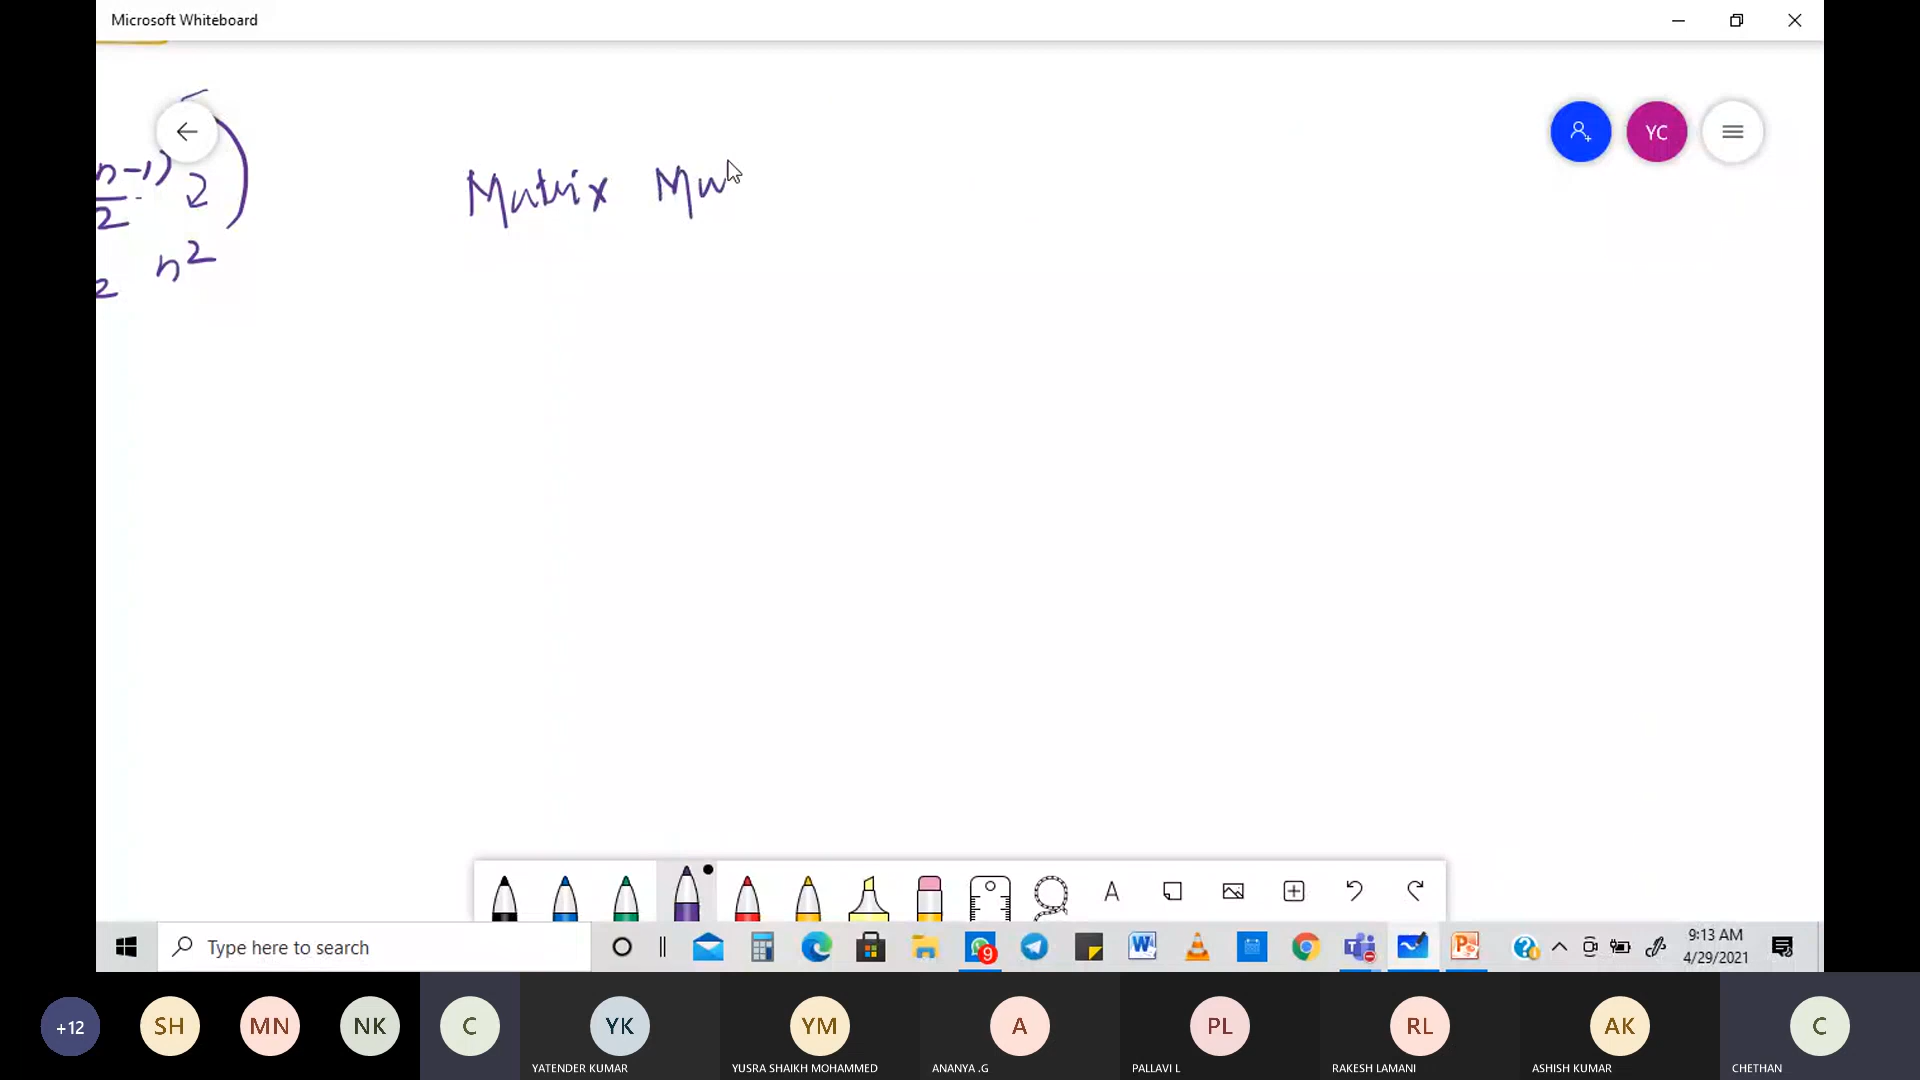 Microsoft Whiteboard
n-1) 2
2
n2
2
Matrix Mu
YC
A
Type here to search
9
9:13 AM
4/29/2021
+12
SH
MN
NK
C
YK
YATENDER KUMAR
YM
YUSRA SHAIKH MOHAMMED
A
ANANYA .G
PL
PALLAVI L
RL
RAKESH LAMANI
AK
ASHISH KUMAR
C
CHETHAN